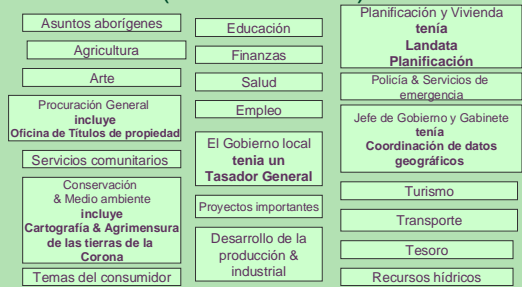 Asuntos aborígenes
Agricultura
Arte
Procuración General
incluye
Oficina de Títulos de propiedad
Servicios comunitarios
Conservación
& Medio ambiente
incluye
Cartografía & Agrimensura
de las tierras de la
Corona
Temas del consumidor
Educación
Finanzas
Salud
Empleo
El Gobierno local
tenia un
Tasador General
Proyectos importantes
Desarrollo de la
producción &
industrial
Planificación y Vivienda
tenía
Landata
Planificación
Policía & Servicios de
emergencia
Jefe de Gobierno y Gabinete
tenía
Coordinación de datos
geográficos
Turismo
Transporte
Tesoro
Recursos hídricos